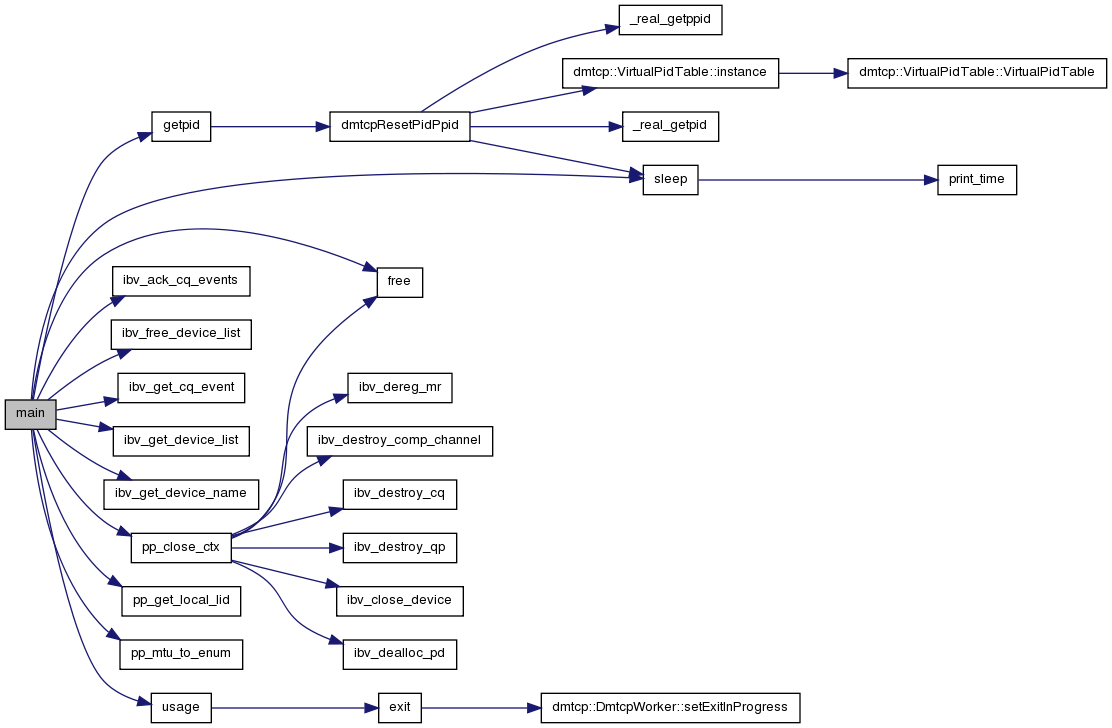 _real_getppid
dmtcp::VirtualPidTable::instance
dmtcp::VirtualPidTable::VirtualPidTable
getpid
dmtcpResetPidPpid
_real_getpid
sleep
print_time
ibv_ack_cq_events
free
ibv_free_device_list
ibv_get_cq_event
ibv_dereg_mr
main
ibv_get_device_list
ibv_destroy_comp_channel
ibv_get_device_name
ibv_destroy_cq
pp_close_ctx
ibv_destroy_qp
pp_get_local_lid
ibv_close_device
pp_mtu_to_enum
ibv_dealloc_pd
usage
exit
dmtcp::DmtcpWorker::setExitInProgress